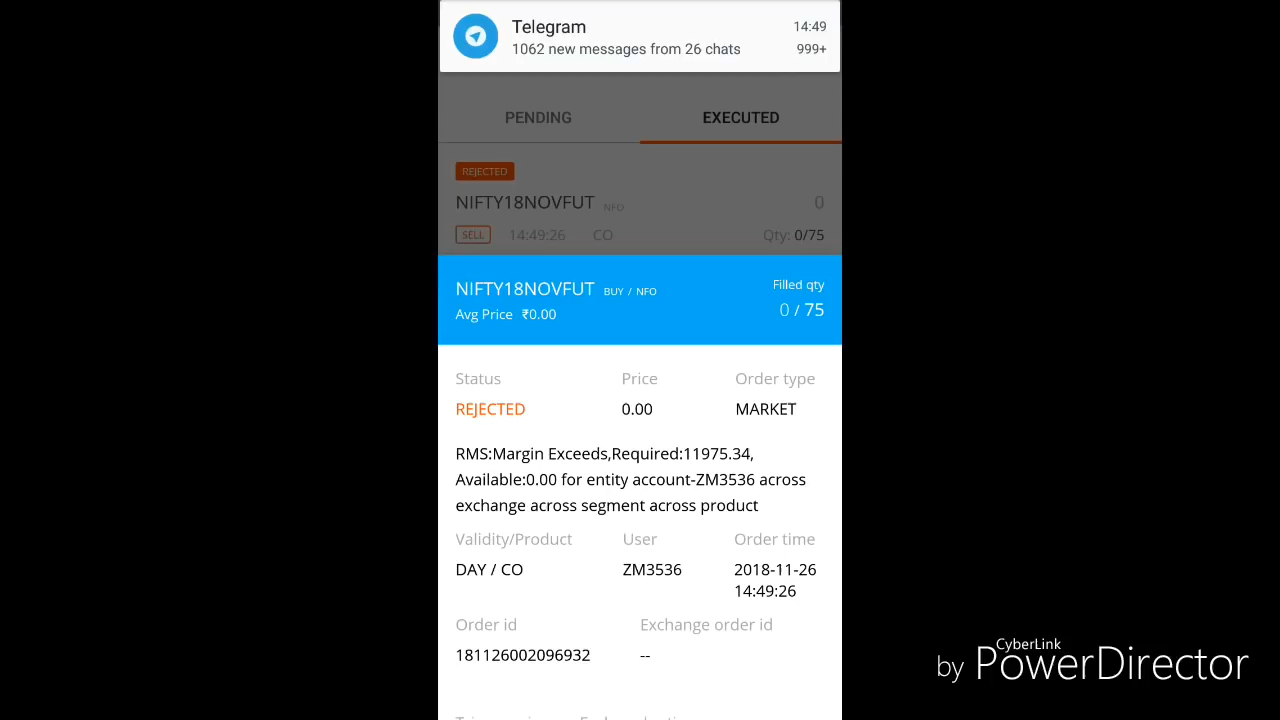 Telegram 14:49
1062 new messages from 26 chats 999+
PENDING EXECUTED
REJECTED
NIFTY18NOVFUT NFO 0
SELL 14:49:26 CO Qty: 0/75
NIFTY18NOVFUT BUY / NFO Filled qty
Avg Price ₹0.00 0 / 75
Status Price Order type
REJECTED 0.00 MARKET
RMS:Margin Exceeds,Required:11975.34,
Available:0.00 for entity account-ZM3536 across
exchange across segment across product
Validity/Product User Order time
DAY / CO ZM3536 2018-11-26
14:49:26
Order id Exchange order id
181126002096932 --
CyberLink
by PowerDirector